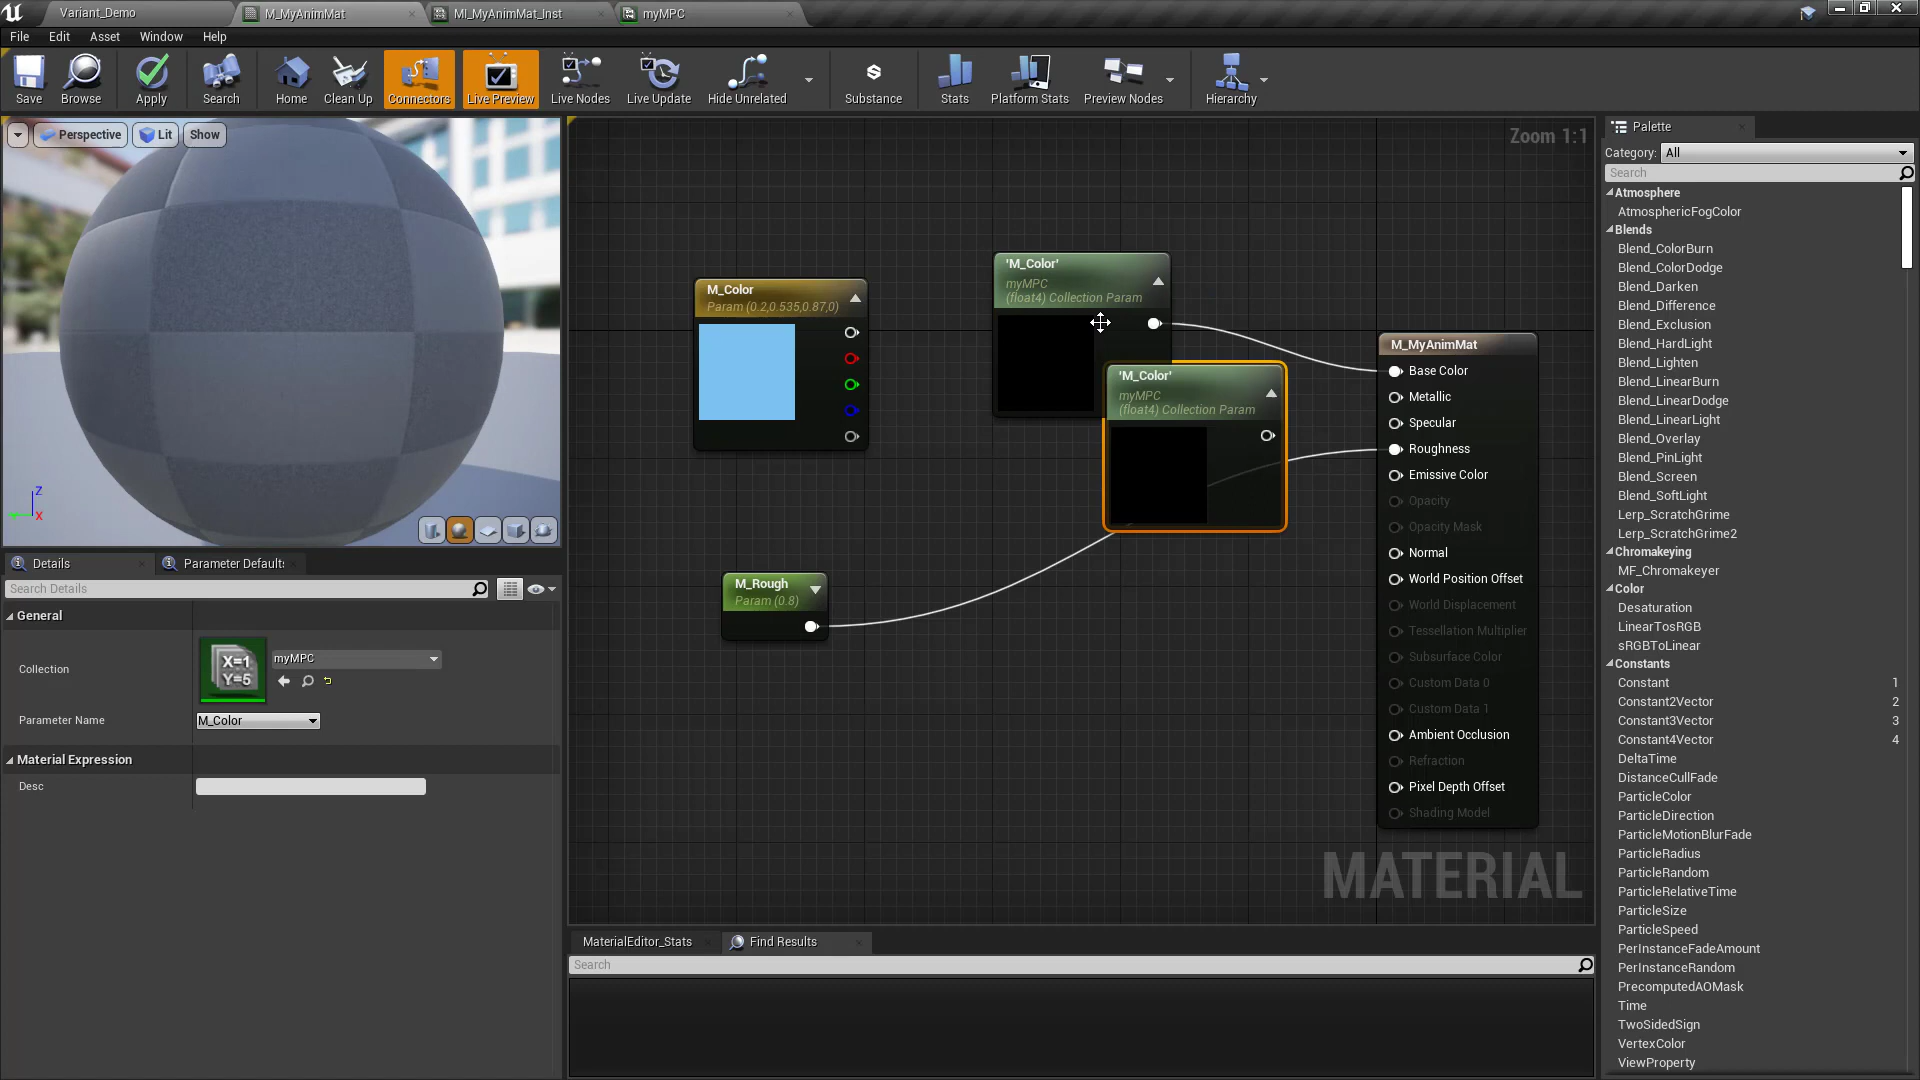 Variant_Demo
M_MyAnimMat
MI_MyAnimMat_Inst
myMPC
File
Edit
Asset
Window
Help
Save
Browse
Apply
Search
Home
Clean Up
Connectors
Live Preview
Live Nodes
Live Update
Hide Unrelated
Substance
Stats
Platform Stats
Preview Nodes
Hierarchy
Perspective
Lit
Show
Z
X
Details
Parameter Defaults
Search Details
General
Collection
X=1
Y=5
myMPC
Parameter Name
M_Color
Material Expression
Desc
Zoom 1:1
M_Color
Param (0.2,0.535,0.87,0)
'M_Color'
myMPC
(float4) Collection Param
'M_Color'
myMPC
(float4) Collection Param
M_Rough
Param (0.8)
M_MyAnimMat
Base Color
Metallic
Specular
Roughness
Emissive Color
Opacity
Opacity Mask
Normal
World Position Offset
World Displacement
Tessellation Multiplier
Subsurface Color
Custom Data 0
Custom Data 1
Ambient Occlusion
Refraction
Pixel Depth Offset
Shading Model
MATERIAL
MaterialEditor_Stats
Find Results
Search
Palette
Category:
All
Search
Atmosphere
AtmosphericFogColor
Blends
Blend_ColorBurn
Blend_ColorDodge
Blend_Darken
Blend_Difference
Blend_Exclusion
Blend_HardLight
Blend_Lighten
Blend_LinearBurn
Blend_LinearDodge
Blend_LinearLight
Blend_Overlay
Blend_PinLight
Blend_Screen
Blend_SoftLight
Lerp_ScratchGrime
Lerp_ScratchGrime2
Chromakeying
MF_Chromakeyer
Color
Desaturation
LinearTosRGB
sRGBToLinear
Constants
Constant 1
Constant2Vector 2
Constant3Vector 3
Constant4Vector 4
DeltaTime
DistanceCullFade
ParticleColor
ParticleDirection
ParticleMotionBlurFade
ParticleRadius
ParticleRandom
ParticleRelativeTime
ParticleSize
ParticleSpeed
PerInstanceFadeAmount
PerInstanceRandom
PrecomputedAOMask
Time
TwoSidedSign
VertexColor
ViewProperty